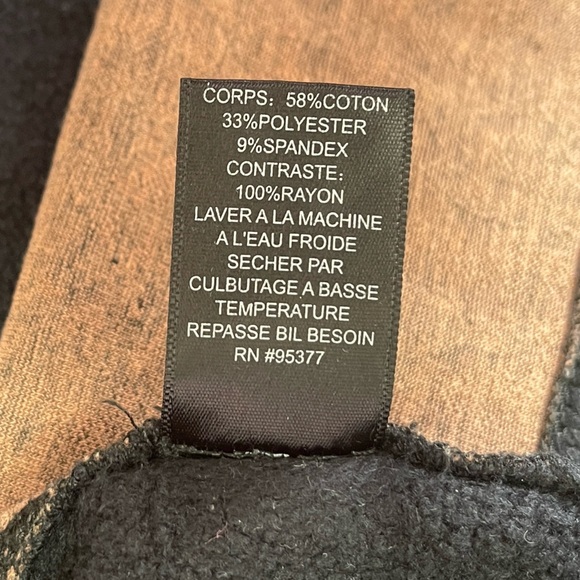 CORPS: 58%COTON
33%POLYESTER
9%SPANDEX
CONTRASTE:
100%RAYON
LAVER A LA MACHINE
A L'EAU FROIDE
SECHER PAR
CULBUTAGE A BASSE
TEMPERATURE
REPASSE BIL BESOIN
RN #95377